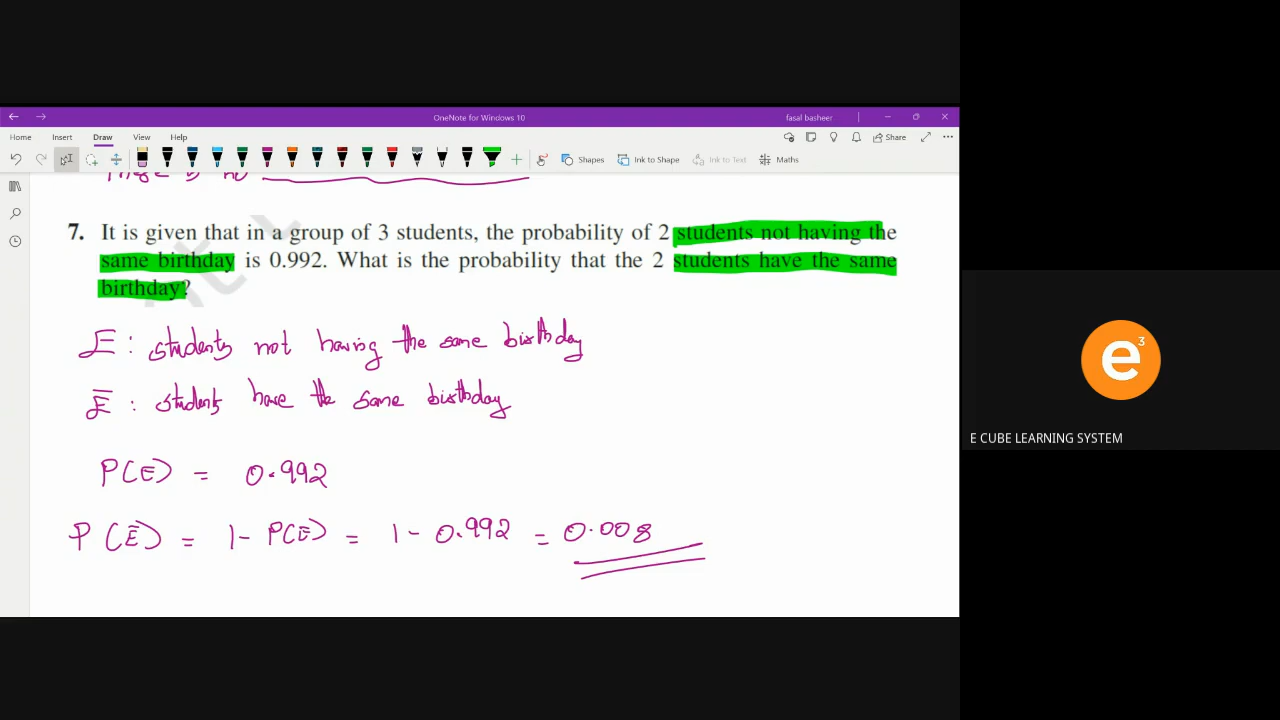 OneNote for Windows 10
fasal basheer
Home Insert Draw View Help
Share
Shapes Ink to Shape Ink to Text Maths
7. It is given that in a group of 3 students, the probability of 2 students not having the
same birthday is 0.992. What is the probability that the 2 students have the same
birthday?
E : students not having the same birthday
E̅ : students have the same birthday
P(E) = 0.992
P(E̅) = 1- P(E) = 1- 0.992 = 0.008
e3
E CUBE LEARNING SYSTEM